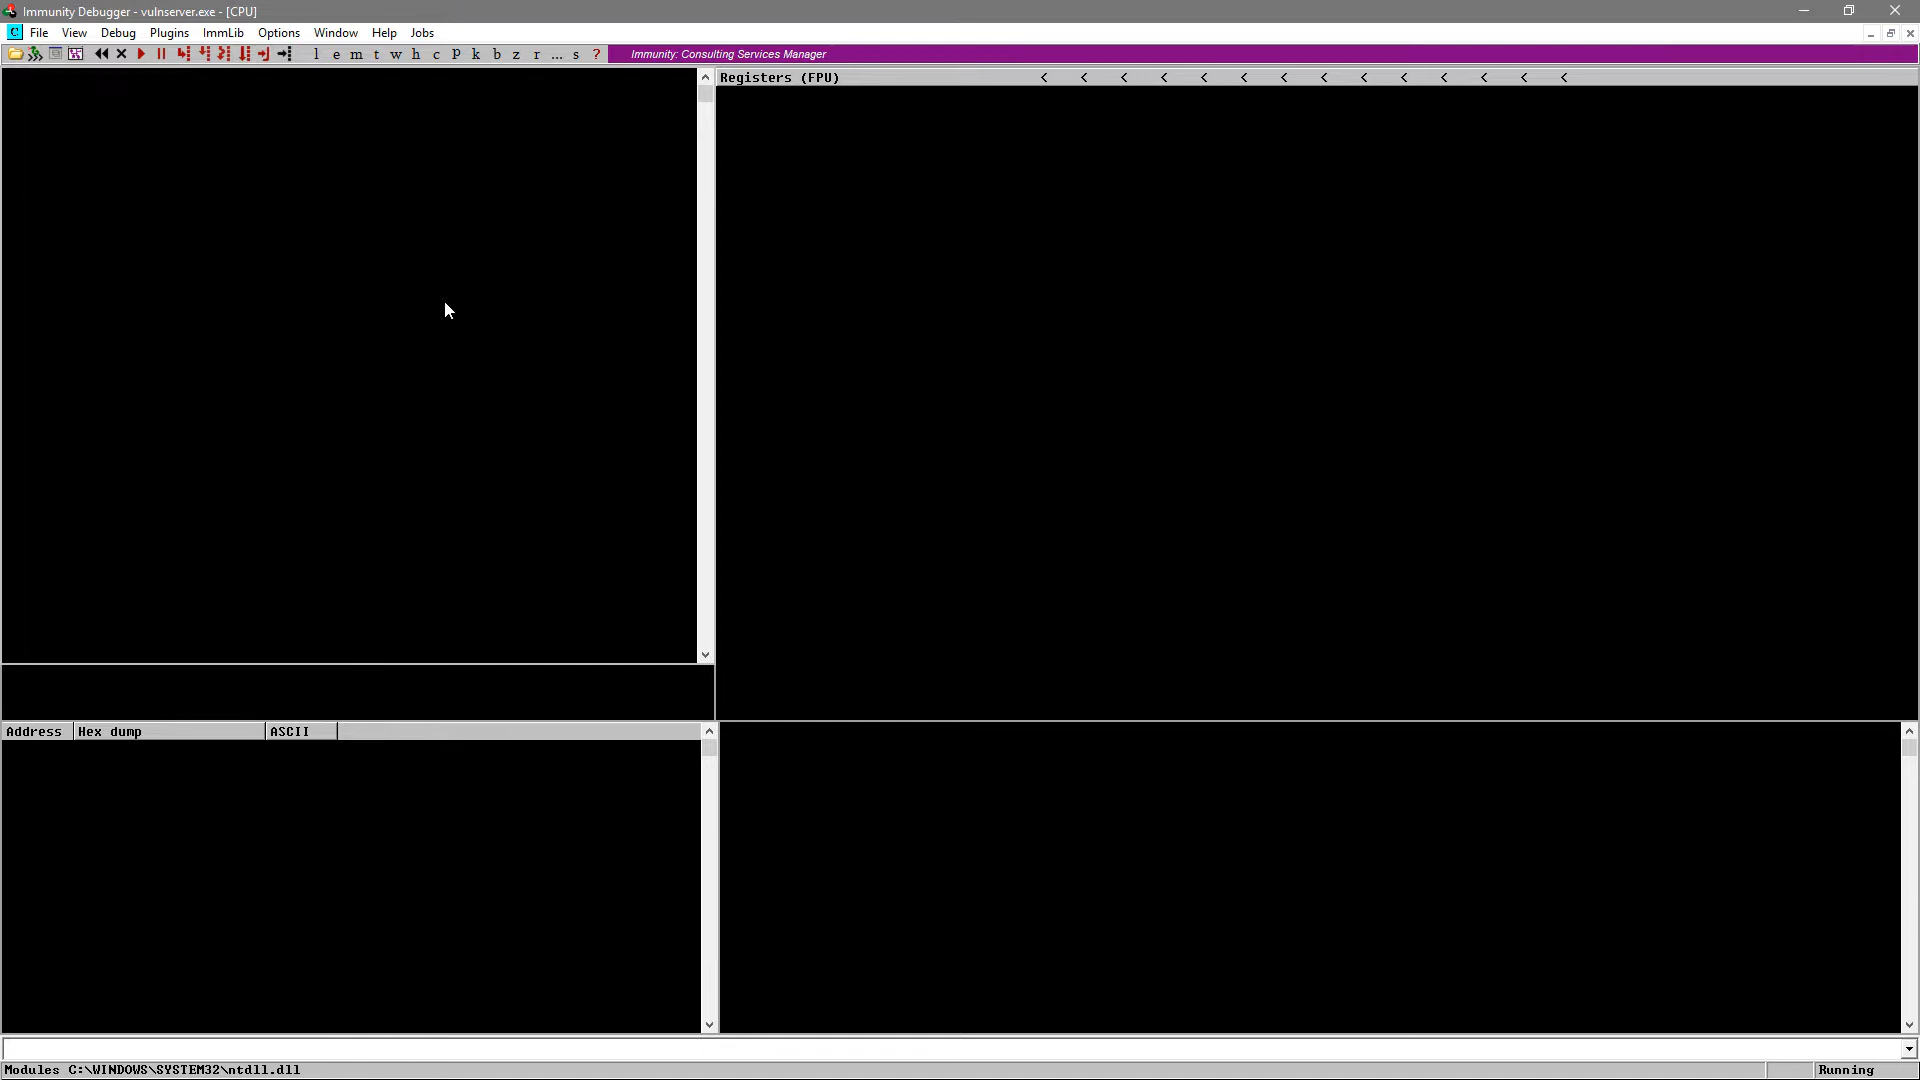 Immunity Debugger - vulnserver.exe - [CPU]
C File View Debug Plugins ImmLib Options Window Help Jobs
l e m t w h c P k b z r ... s ? Immunity: Consulting Services Manager
Registers (FPU) < < < < < < < < < < < < < <
Address Hex dump ASCII
Modules C:\WINDOWS\SYSTEM32\ntdll.dll Running